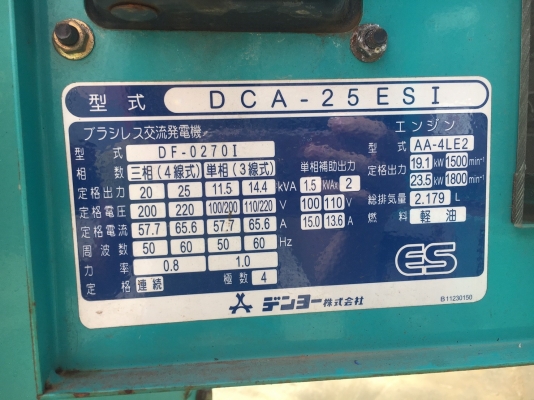 型式 DCA-25ESI
ブラシレス交流発電機 エンジン
型式 DF-0270I 型式 AA-4LE2
相数 三相(4線式) 単相(3線式) 単相補助出力 定格出力 19.1 kW 1500 min⁻¹
定格出力 20 25 11.5 14.4 kVA 1.5 kVA× 2 23.5 kW 1800 min⁻¹
定格電圧 200 220 100/200 110/220 V 100 110 V 総排気量 2.179 L
定格電流 57.7 65.6 57.7 65.6 A 15.0 13.6 A 燃料 軽油
周波数 50 60 50 60 Hz
力率 0.8 1.0
定格 連続 極数 4
ES
デンヨー株式会社
B11230150